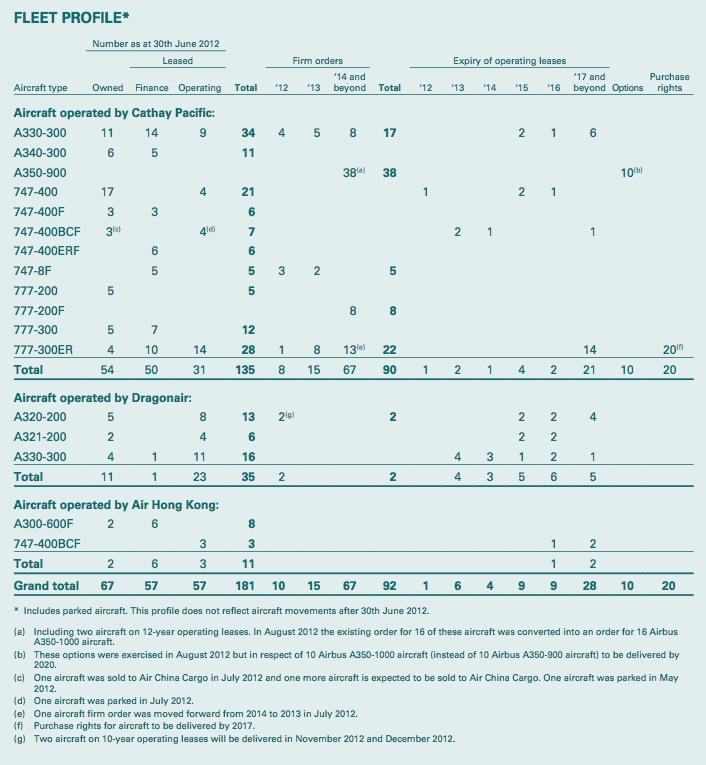 FLEET PROFILE*
Number as at 30th June 2012
Leased Firm orders Expiry of operating leases
'14 and '17 and Purchase
Aircraft type Owned Finance Operating Total '12 '13 beyond Total '12 '13 '14 '15 '16 beyond Options rights
Aircraft operated by Cathay Pacific:
A330-300 11 14 9 34 4 5 8 17 2 1 6
A340-300 6 5 11
A350-900 38(a) 38 10(b)
747-400 17 4 21 1 2 1
747-400F 3 3 6
747-400BCF 3(c) 4(d) 7 2 1 1
747-400ERF 6 6
747-8F 5 5 3 2 5
777-200 5 5
777-200F 8 8
777-300 5 7 12
777-300ER 4 10 14 28 1 8 13(e) 22 14 20(f)
Total 54 50 31 135 8 15 67 90 1 2 1 4 2 21 10 20
Aircraft operated by Dragonair:
A320-200 5 8 13 2(g) 2 2 2 4
A321-200 2 4 6 2 2
A330-300 4 1 11 16 4 3 1 2 1
Total 11 1 23 35 2 2 4 3 5 6 5
Aircraft operated by Air Hong Kong:
A300-600F 2 6 8
747-400BCF 3 3 1 2
Total 2 6 3 11 1 2
Grand total 67 57 57 181 10 15 67 92 1 6 4 9 9 28 10 20
* Includes parked aircraft. This profile does not reflect aircraft movements after 30th June 2012.
(a) Including two aircraft on 12-year operating leases. In August 2012 the existing order for 16 of these aircraft was converted into an order for 16 Airbus
A350-1000 aircraft.
(b) These options were exercised in August 2012 but in respect of 10 Airbus A350-1000 aircraft (instead of 10 Airbus A350-900 aircraft) to be delivered by
2020.
(c) One aircraft was sold to Air China Cargo in July 2012 and one more aircraft is expected to be sold to Air China Cargo. One aircraft was parked in May
2012.
(d) One aircraft was parked in July 2012.
(e) One aircraft firm order was moved forward from 2014 to 2013 in July 2012.
(f) Purchase rights for aircraft to be delivered by 2017.
(g) Two aircraft on 10-year operating leases will be delivered in November 2012 and December 2012.